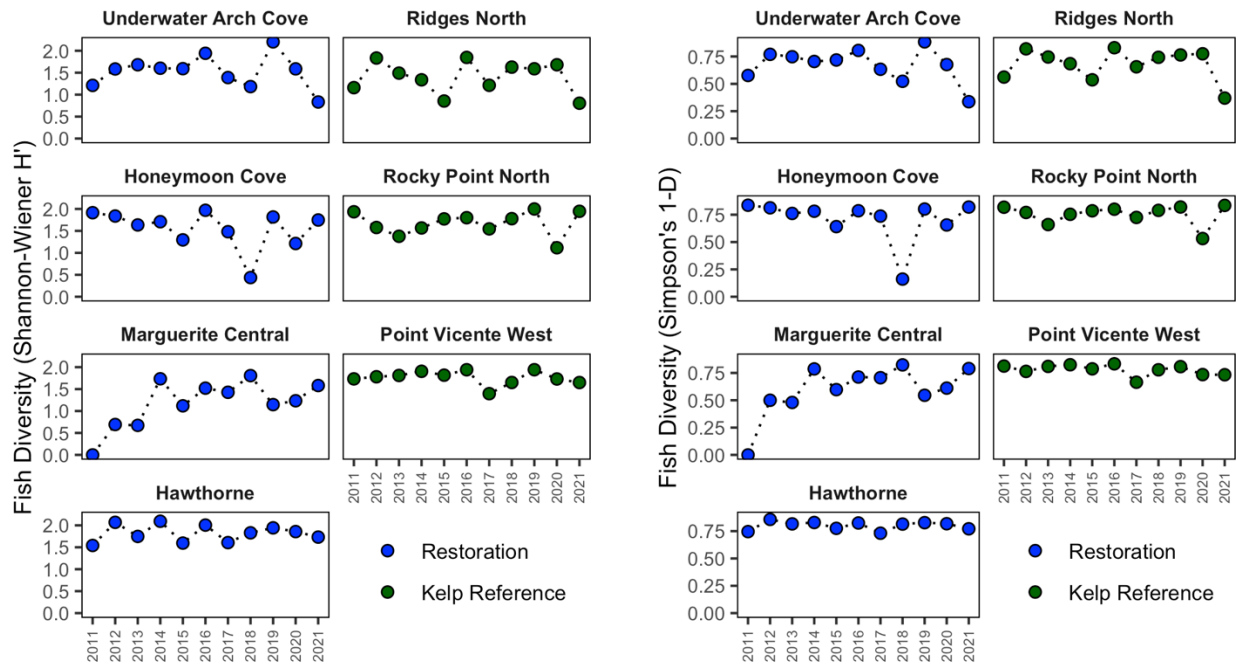 Fish Diversity (Shannon-Wiener H')
Underwater Arch Cove
Ridges North
2.0
1.5
1.0
0.5
0.0
Honeymoon Cove
Rocky Point North
2.0
1.5
1.0
0.5
0.0
Marguerite Central
Point Vicente West
2.0
1.5
1.0
0.5
0.0
2011 2012 2013 2014 2015 2016 2017 2018 2019 2020 2021
Hawthorne
2.0
1.5
1.0
0.5
0.0
2011 2012 2013 2014 2015 2016 2017 2018 2019 2020 2021
Restoration
Kelp Reference
Fish Diversity (Simpson's 1-D)
Underwater Arch Cove
Ridges North
0.75
0.50
0.25
0.00
Honeymoon Cove
Rocky Point North
0.75
0.50
0.25
0.00
Marguerite Central
Point Vicente West
0.75
0.50
0.25
0.00
2011 2012 2013 2014 2015 2016 2017 2018 2019 2020 2021
Hawthorne
0.75
0.50
0.25
0.00
2011 2012 2013 2014 2015 2016 2017 2018 2019 2020 2021
Restoration
Kelp Reference